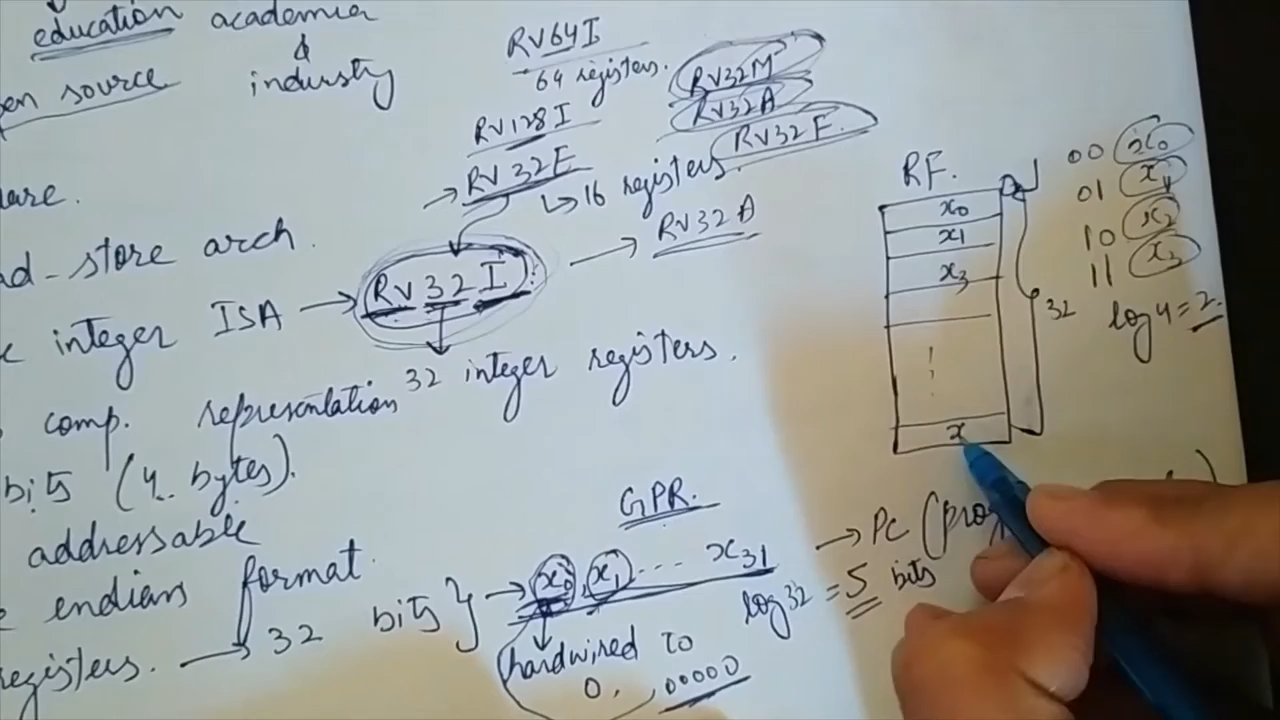 education academia
&
open source industry
RV64I
64 registers.
RV32M
RV32A
RV32F.
RV128I
RV32E
↳ 16 registers.
→ RV32A
load-store arch.
integer ISA → RV32I
32 integer registers.
comp. representation
bits (4 bytes).
addressable
endians format.
registers. → 32 bits } → x0, x1 ... x31
GPR.
hardwired to
0, 00000
→ PC (prog
log 32 = 5 bits
RF.
x0
x1
x3
x
32
00 x0
01 x1
10 x2
11 x3
log 4 = 2.